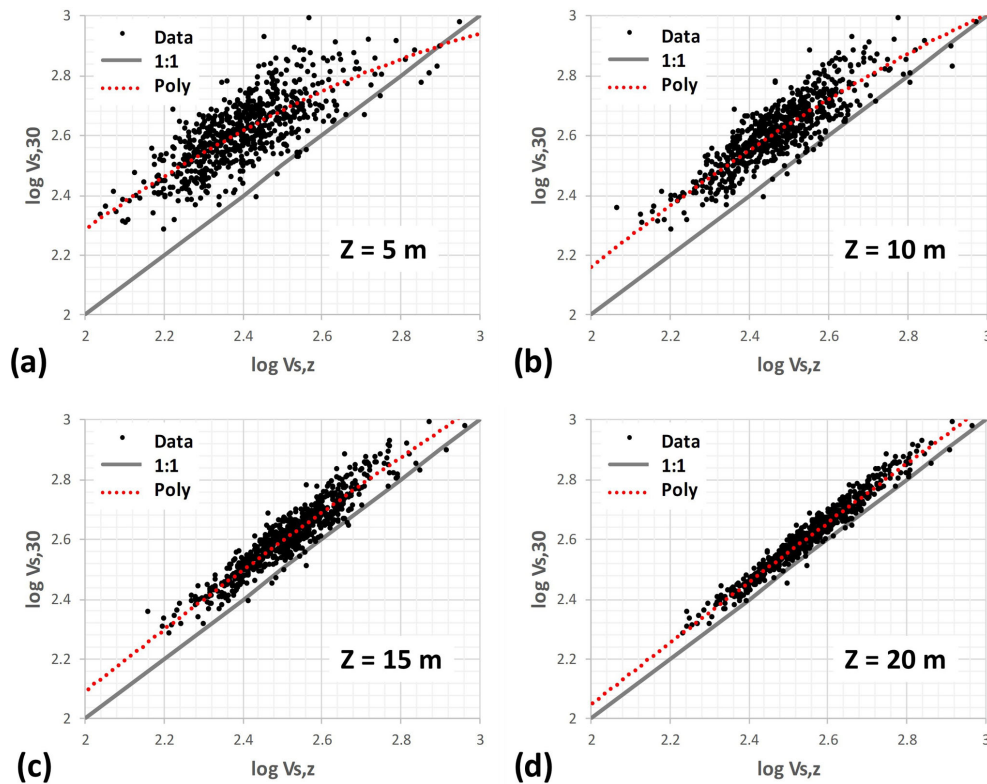 3
2.8
2.6
2.4
2.2
2
log Vs,30
Data
1:1
Poly
Z = 5 m
2 2.2 2.4 2.6 2.8 3
log Vs,z
(a)
3
2.8
2.6
2.4
2.2
2
log Vs,30
Data
1:1
Poly
Z = 10 m
2 2.2 2.4 2.6 2.8 3
log Vs,z
(b)
3
2.8
2.6
2.4
2.2
2
log Vs,30
Data
1:1
Poly
Z = 15 m
2 2.2 2.4 2.6 2.8 3
log Vs,z
(c)
3
2.8
2.6
2.4
2.2
2
log Vs,30
Data
1:1
Poly
Z = 20 m
2 2.2 2.4 2.6 2.8 3
log Vs,z
(d)